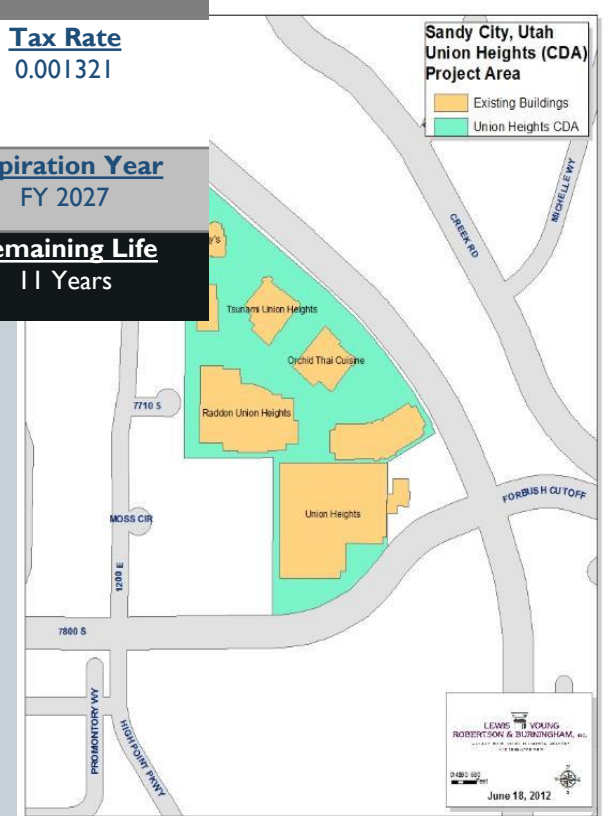 Tax Rate
0.001321
piration Year
FY 2027
emaining Life
11 Years
Sandy City, Utah
Union Heights (CDA)
Project Area
Existing Buildings
Union Heights CDA
MICHELLE WY
CREEK RD
y's
Tsunami Union Heights
Orchid Thai Cuisine
7710 S
Raddon Union Heights
FORBUSH CUTOFF
MOSS CIR
Union Heights
1200 E
7800 S
PROMONTORY WY
HIGH POINT PKWY
LEWIS YOUNG
ROBERTSON & BURNINGHAM, INC.
Feet
June 18, 2012